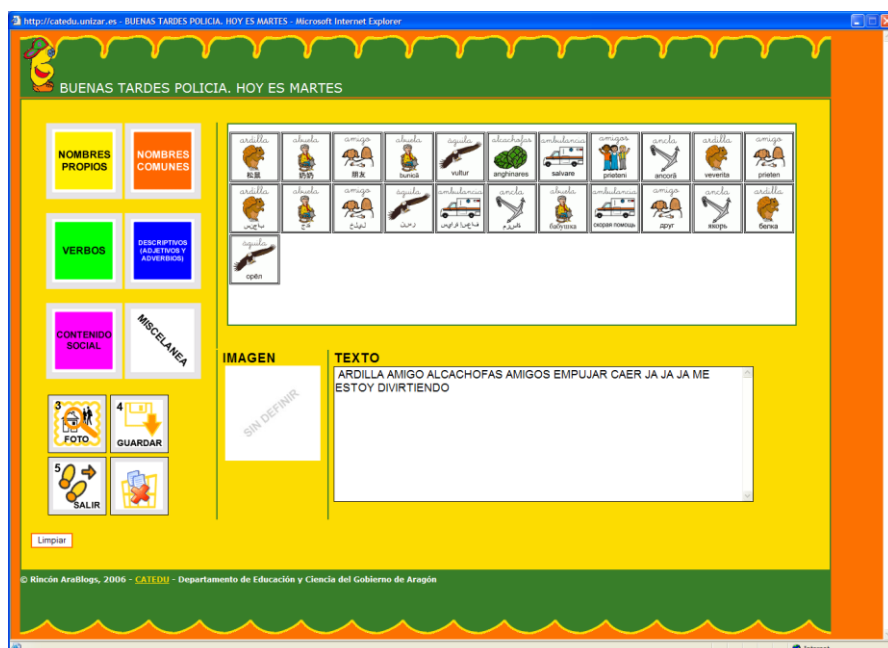 http://catedu.unizar.es - BUENAS TARDES POLICIA. HOY ES MARTES - Microsoft Internet Explorer
BUENAS TARDES POLICIA. HOY ES MARTES
NOMBRES
PROPIOS
NOMBRES
COMUNES
VERBOS
DESCRIPTIVOS
(ADJETIVOS Y
ADVERBIOS)
CONTENIDO
SOCIAL
MISCELANEA
3
FOTO
4
GUARDAR
5
SALIR
Limpiar
ardilla abuela amigo abuela aguila alcachofas ambulancia amigos ancla ardilla amigo
松鼠 奶奶 朋友 bunică vultur anghinares salvare prieteni ancoră veverita prieten
ardilla abuela amigo aguila ambulancia ancla abuela ambulancia amigo ancla ardilla
бабушка скорая помощь друг якорь белка
aguila
орёл
IMAGEN
SIN DEFINIR
TEXTO
ARDILLA AMIGO ALCACHOFAS AMIGOS EMPUJAR CAER JA JA JA ME
ESTOY DIVIRTIENDO
© Rincón AraBlogs, 2006 - CATEDU - Departamento de Educación y Ciencia del Gobierno de Aragón